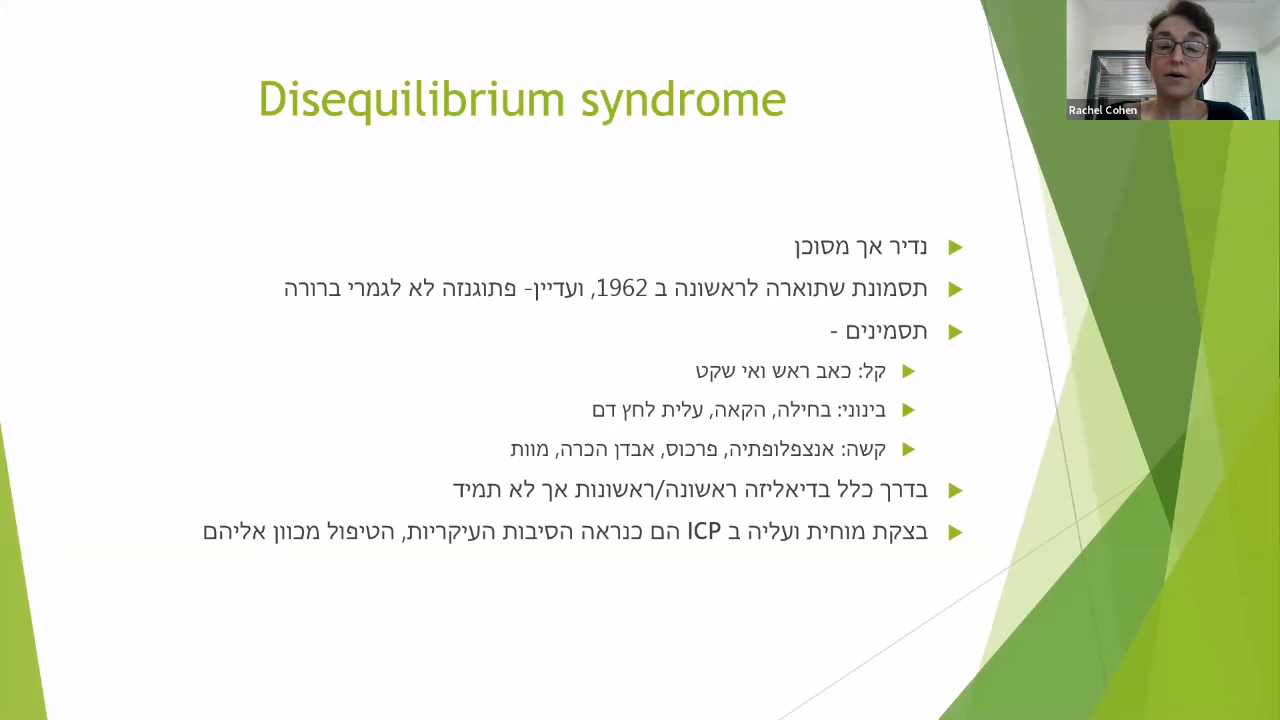 Disequilibrium syndrome
Rachel Cohen
נדיר אך מסוכן
תסמונת שתוארה לראשונה ב 1962, ועדיין- פתוגנזה לא לגמרי ברורה
תסמינים -
קל: כאב ראש ואי שקט
בינוני: בחילה, הקאה, עלית לחץ דם
קשה: אנצפלופתיה, פרכוס, אבדן הכרה, מוות
בדרך כלל בדיאליזה ראשונה/ראשונות אך לא תמיד
בצקת מוחית ועליה ב ICP הם כנראה הסיבות העיקריות, הטיפול מכוון אליהם